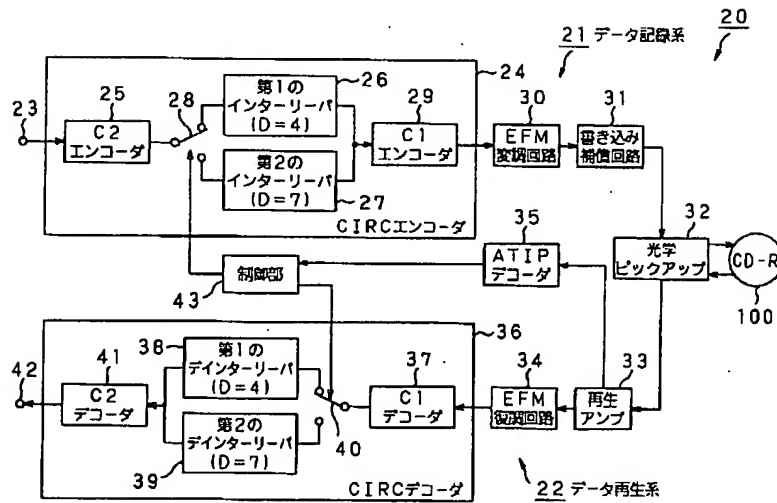 20
21 データ記録系
24
26
23
25
28
第1の
インターリーバ
(D=4)
29
30
31
C2
エンコーダ
C1
エンコーダ
EFM
変調回路
書き込み
補償回路
第2の
インターリーバ
(D=7)
27
CIRCエンコーダ
35
32
ATIP
デコーダ
光学
ピックアップ
CD-R
制御部
43
100
36
38
41
42
第1の
デインターリーバ
(D=4)
37
34
33
C2
デコーダ
C1
デコーダ
EFM
復調回路
再生
アンプ
第2の
デインターリーバ
(D=7)
40
39
CIRCデコーダ
22 データ再生系